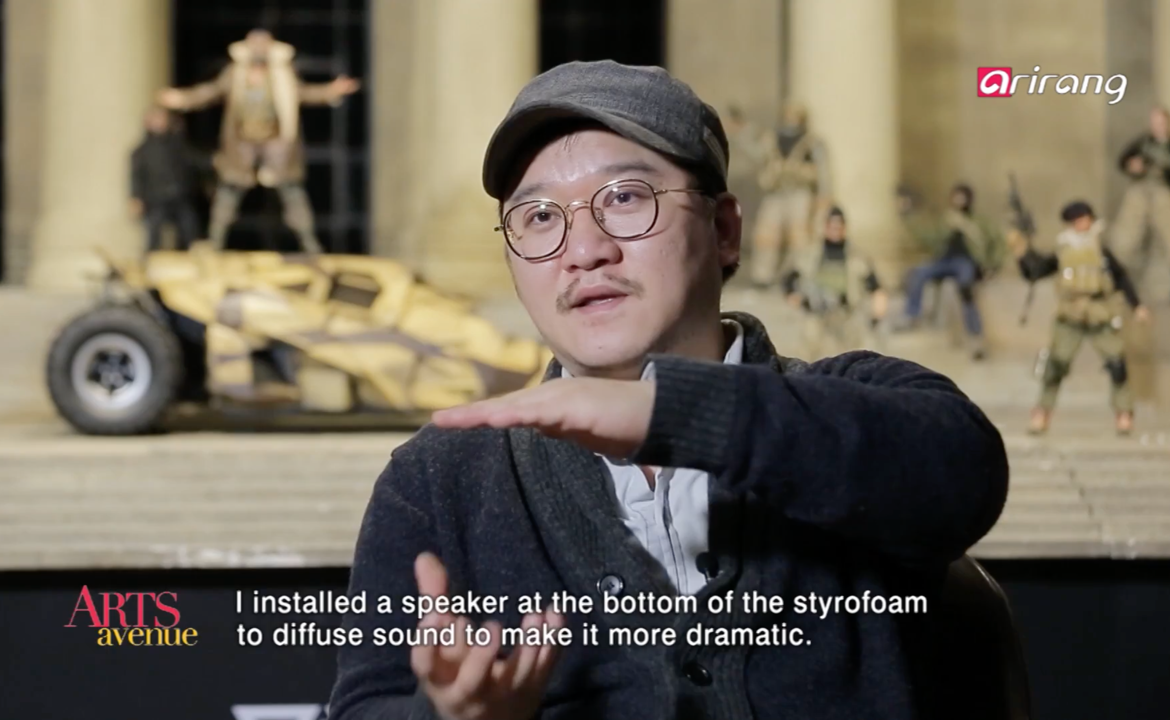 arirang
ARTS
avenue
I installed a speaker at the bottom of the styrofoam
to diffuse sound to make it more dramatic.